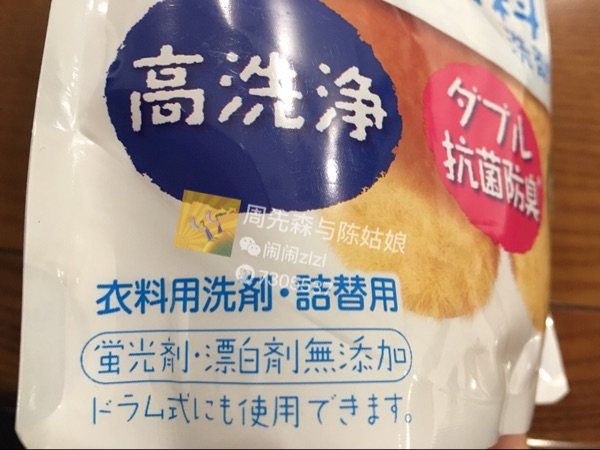 高洗浄
ダブル
抗菌防臭
周先森与陈姑娘
闹闹zlzl
衣料用洗剤・詰替用
蛍光剤・漂白剤無添加
ドラム式にも使用できます。